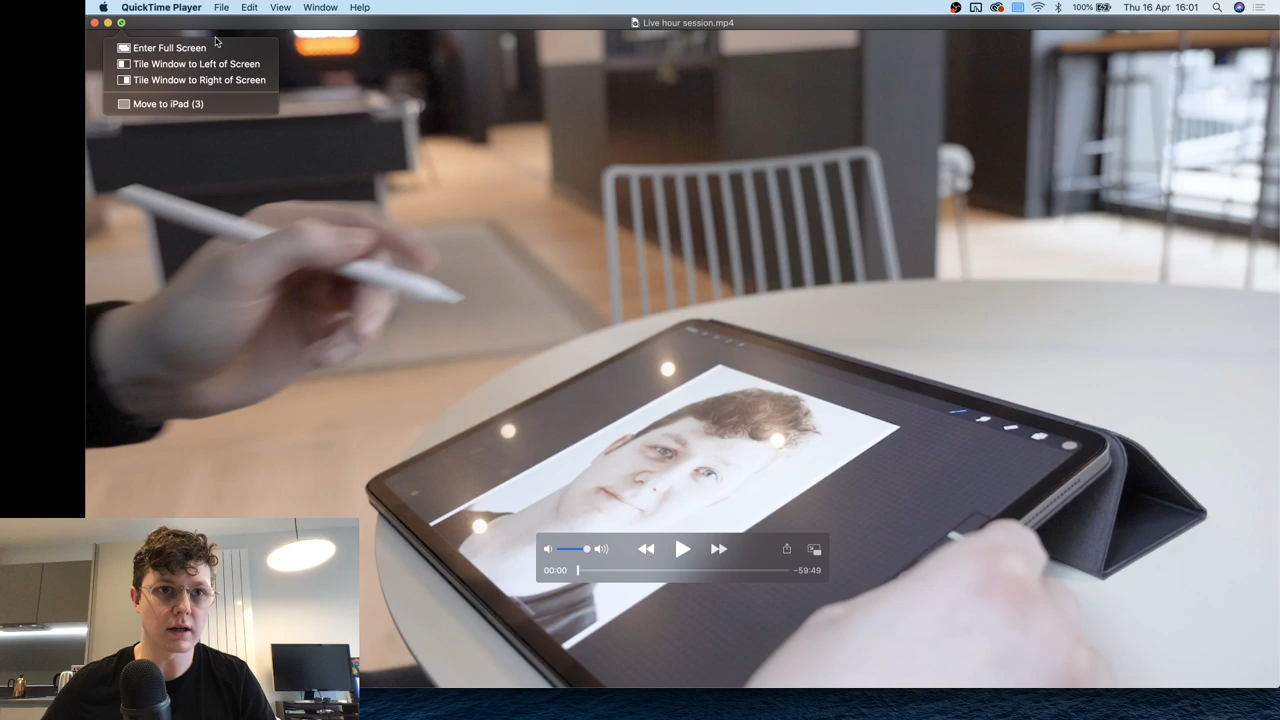 QuickTime Player File Edit View Window Help 100% Thu 16 Apr 16:01
Live hour session.mp4
Enter Full Screen
Tile Window to Left of Screen
Tile Window to Right of Screen
Move to iPad (3)
00:00 −59:49